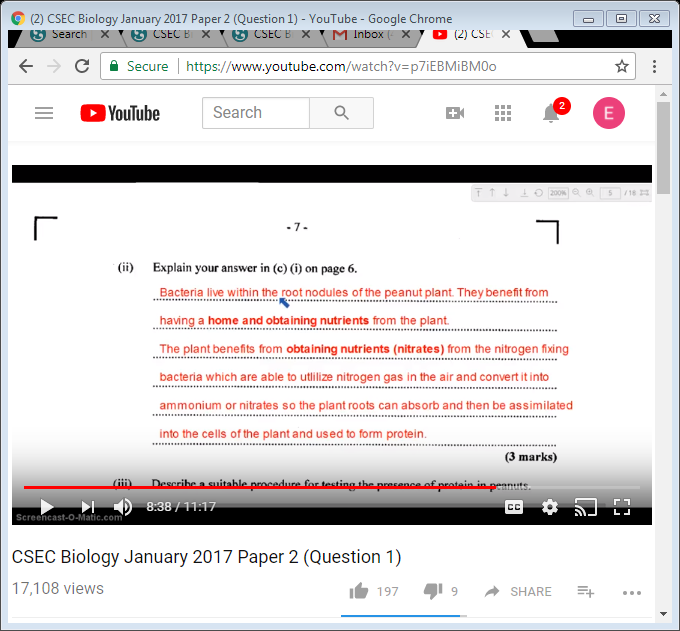 (2) CSEC Biology January 2017 Paper 2 (Question 1) - YouTube - Google Chrome
Search
CSEC B
CSEC B
Inbox (
(2) CSE
Secure
https://www.youtube.com/watch?v=p7iEBMiBM0o
YouTube
Search
2
E
200%
5
/ 18
- 7 -
(ii) Explain your answer in (c) (i) on page 6.
Bacteria live within the root nodules of the peanut plant. They benefit from
having a home and obtaining nutrients from the plant.
The plant benefits from obtaining nutrients (nitrates) from the nitrogen fixing
bacteria which are able to utlilize nitrogen gas in the air and convert it into
ammonium or nitrates so the plant roots can absorb and then be assimilated
into the cells of the plant and used to form protein.
(3 marks)
(iii) Describe a suitable procedure for testing the presence of protein in peanuts.
8:38 / 11:17
CC
Screencast-O-Matic.com
CSEC Biology January 2017 Paper 2 (Question 1)
17,108 views
197
9
SHARE